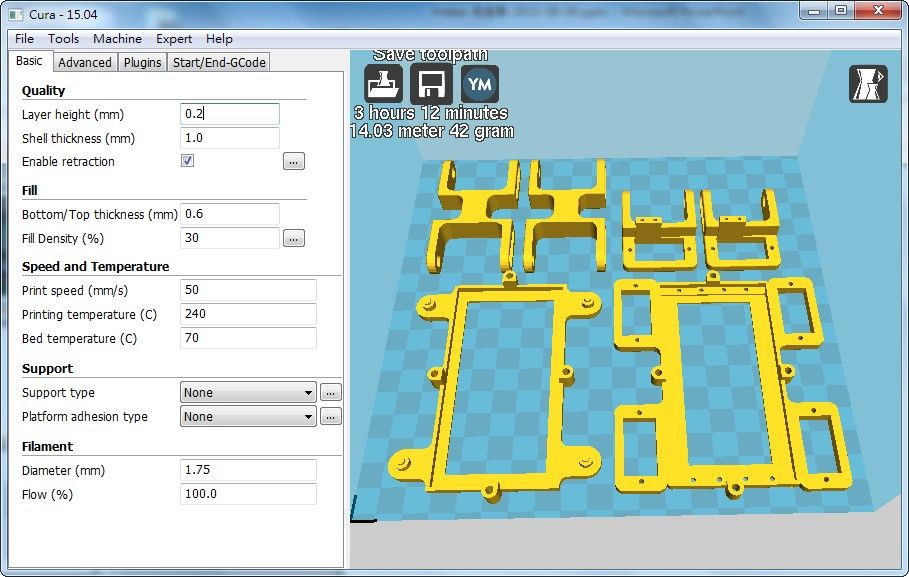 Cura - 15.04
File Tools Machine Expert Help
Basic Advanced Plugins Start/End-GCode
Quality
Layer height (mm) 0.2
Shell thickness (mm) 1.0
Enable retraction ...
Fill
Bottom/Top thickness (mm) 0.6
Fill Density (%) 30 ...
Speed and Temperature
Print speed (mm/s) 50
Printing temperature (C) 240
Bed temperature (C) 70
Support
Support type None ...
Platform adhesion type None ...
Filament
Diameter (mm) 1.75
Flow (%) 100.0
Save toolpath
YM
3 hours 12 minutes
14.03 meter 42 gram